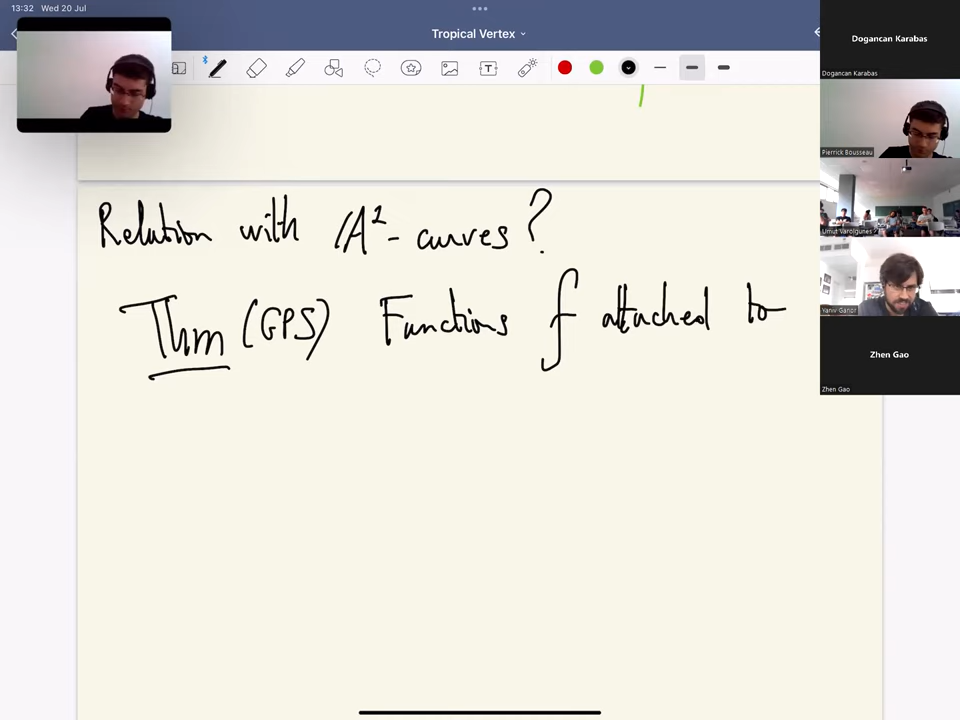 13:32 Wed 20 Jul
Tropical Vertex
Dogancan Karabas
Dogancan Karabas
Pierrick Bousseau
Umut Varolgunes
Yaniv Ganor
Zhen Gao
Zhen Gao
Relation with /A² - curves ?
Thm (GPS) Functions f attached to